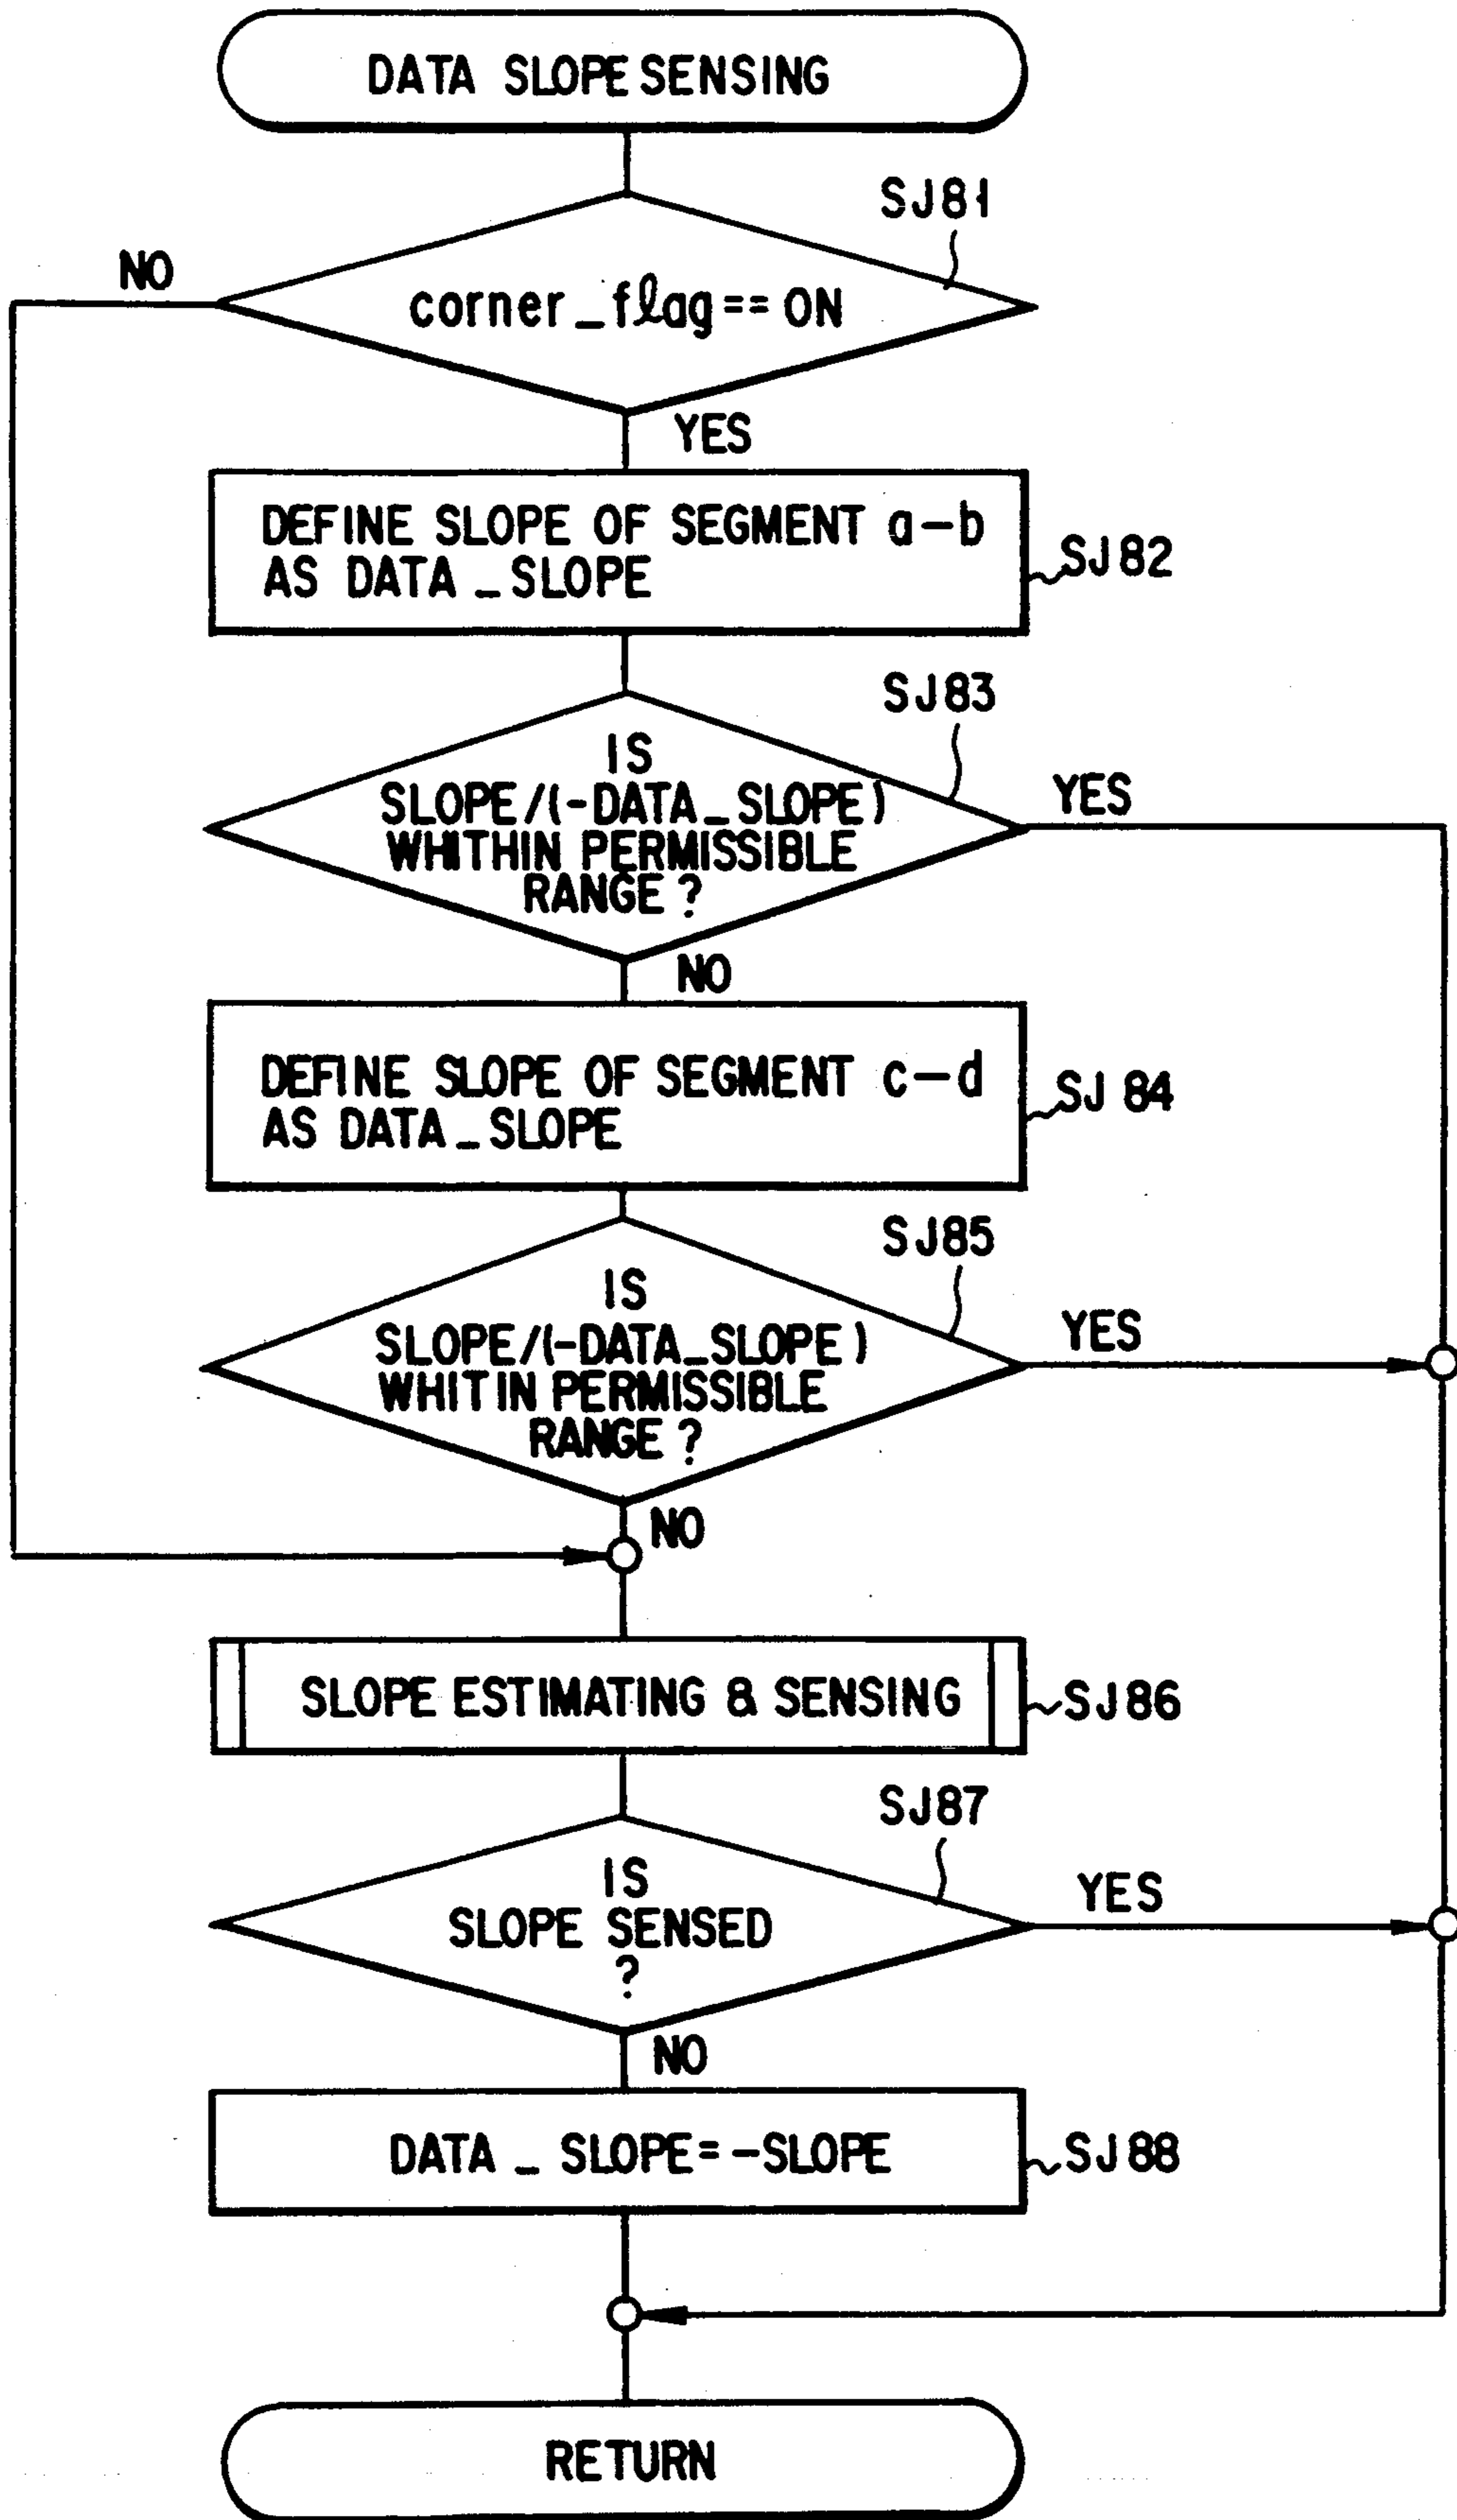 DATA SLOPE SENSING
SJ81
NO
corner_flag == ON
YES
DEFINE SLOPE OF SEGMENT a-b
AS DATA_SLOPE
SJ82
SJ83
IS
SLOPE/(-DATA_SLOPE)
WHITHIN PERMISSIBLE
RANGE ?
YES
NO
DEFINE SLOPE OF SEGMENT c-d
AS DATA_SLOPE
SJ84
SJ85
IS
SLOPE/(-DATA_SLOPE)
WHITIN PERMISSIBLE
RANGE ?
YES
NO
SLOPE ESTIMATING & SENSING
SJ86
SJ87
IS
SLOPE SENSED
?
YES
NO
DATA_SLOPE=-SLOPE
SJ88
RETURN